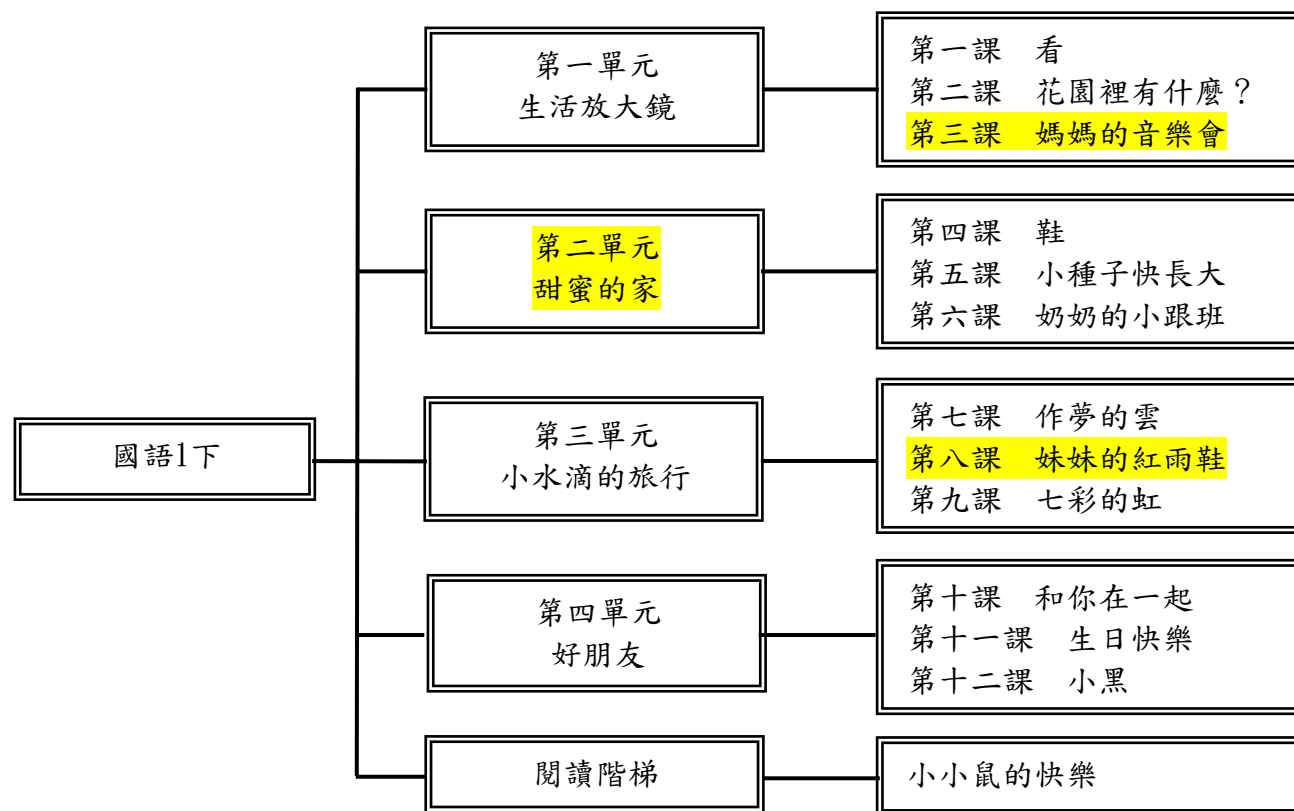 國語1下
第一單元
生活放大鏡
第一課　看
第二課　花園裡有什麼？
第三課　媽媽的音樂會
第二單元
甜蜜的家
第四課　鞋
第五課　小種子快長大
第六課　奶奶的小跟班
第三單元
小水滴的旅行
第七課　作夢的雲
第八課　妹妹的紅雨鞋
第九課　七彩的虹
第四單元
好朋友
第十課　和你在一起
第十一課　生日快樂
第十二課　小黑
閱讀階梯
小小鼠的快樂